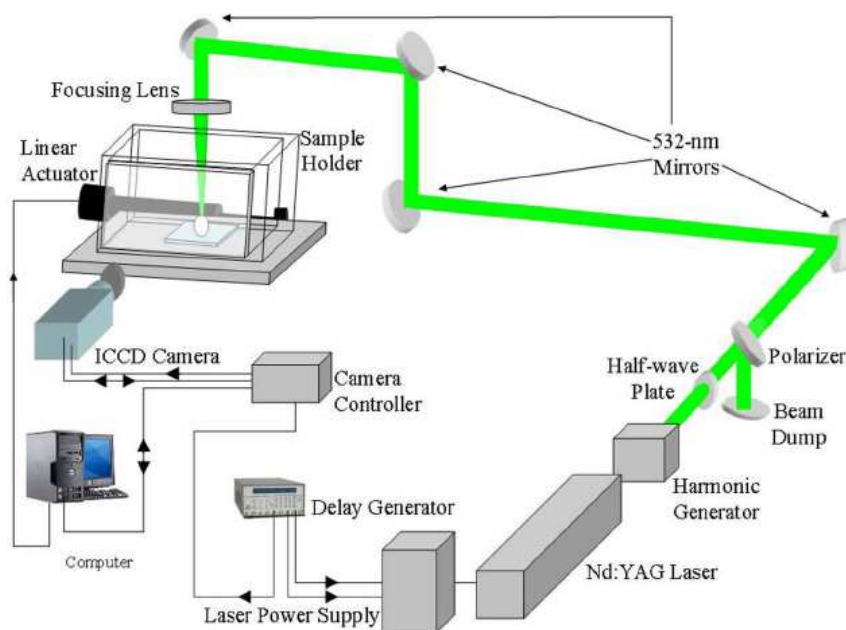 Focusing Lens
Linear
Actuator
Sample
Holder
532-nm
Mirrors
ICCD Camera
Camera
Controller
Half-wave
Plate
Polarizer
Beam
Dump
Harmonic
Generator
Delay Generator
Computer
Nd:YAG Laser
Laser Power Supply